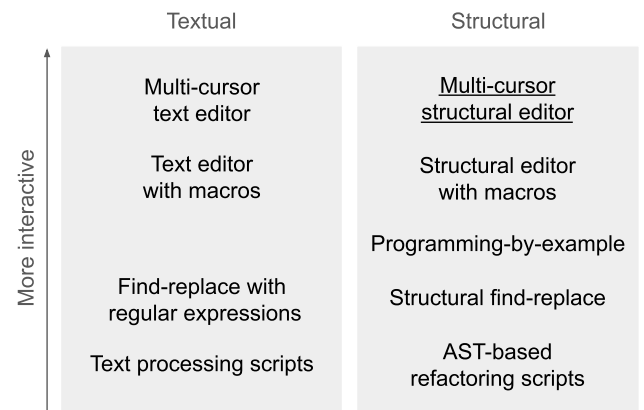 Textual
Structural
More interactive
Multi-cursor
text editor
Text editor
with macros
Find-replace with
regular expressions
Text processing scripts
Multi-cursor
structural editor
Structural editor
with macros
Programming-by-example
Structural find-replace
AST-based
refactoring scripts